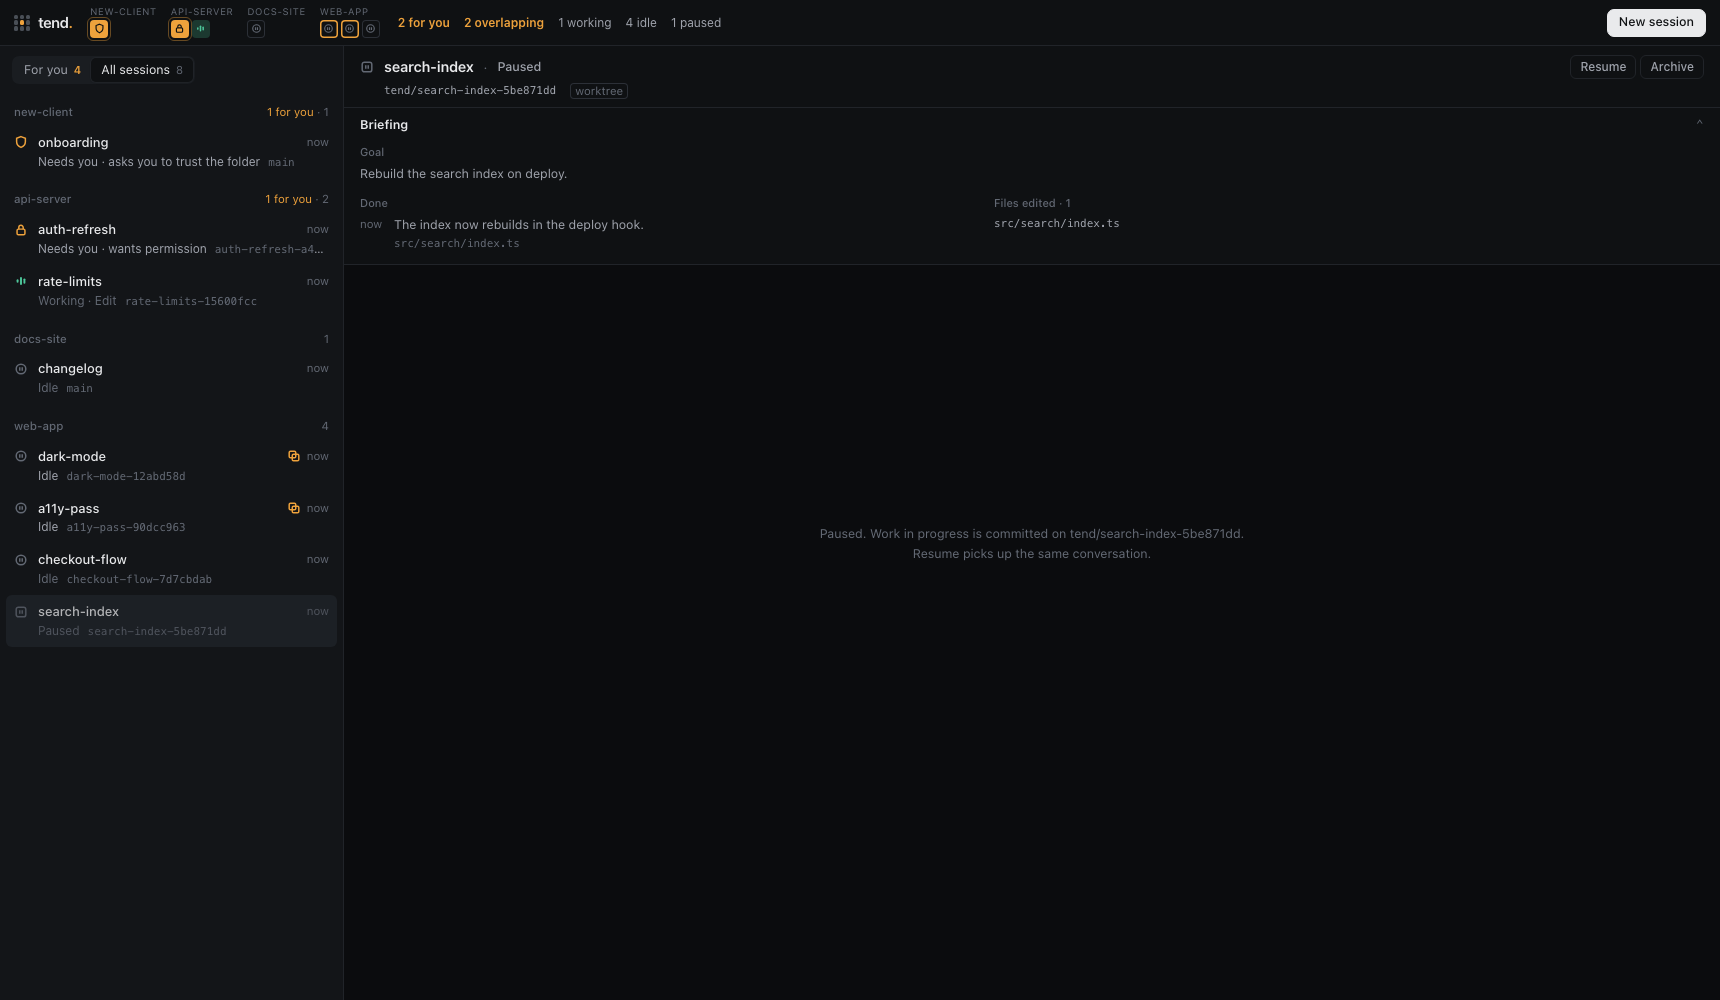 tend.
NEW-CLIENT
API-SERVER
DOCS-SITE
WEB-APP
2 for you 2 overlapping 1 working 4 idle 1 paused
New session
For you 4 All sessions 8
new-client 1 for you · 1
onboarding now
Needs you · asks you to trust the folder main
api-server 1 for you · 2
auth-refresh now
Needs you · wants permission auth-refresh-a4…
rate-limits now
Working · Edit rate-limits-15600fcc
docs-site 1
changelog now
Idle main
web-app 4
dark-mode now
Idle dark-mode-12abd58d
a11y-pass now
Idle a11y-pass-90dcc963
checkout-flow now
Idle checkout-flow-7d7cbdab
search-index now
Paused search-index-5be871dd
search-index · Paused
Resume Archive
tend/search-index-5be871dd worktree
Briefing
Goal
Rebuild the search index on deploy.
Done
now The index now rebuilds in the deploy hook.
src/search/index.ts
Files edited · 1
src/search/index.ts
Paused. Work in progress is committed on tend/search-index-5be871dd.
Resume picks up the same conversation.